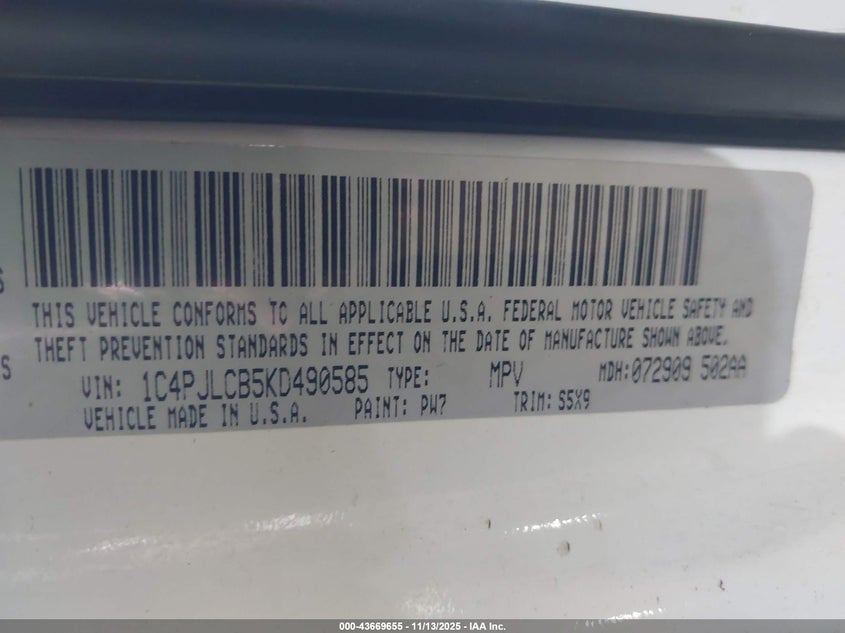 THIS VEHICLE CONFORMS TO ALL APPLICABLE U.S.A. FEDERAL MOTOR VEHICLE SAFETY AND
S
THEFT PREVENTION STANDARDS IN EFFECT ON THE DATE OF MANUFACTURE SHOWN ABOVE.
S
VIN: 1C4PJLCB5KD490585 TYPE: MPV MDH:072909 502AA
VEHICLE MADE IN U.S.A. PAINT: PW7 TRIM: S5X9
000-43669655 - 11/13/2025 - IAA Inc.